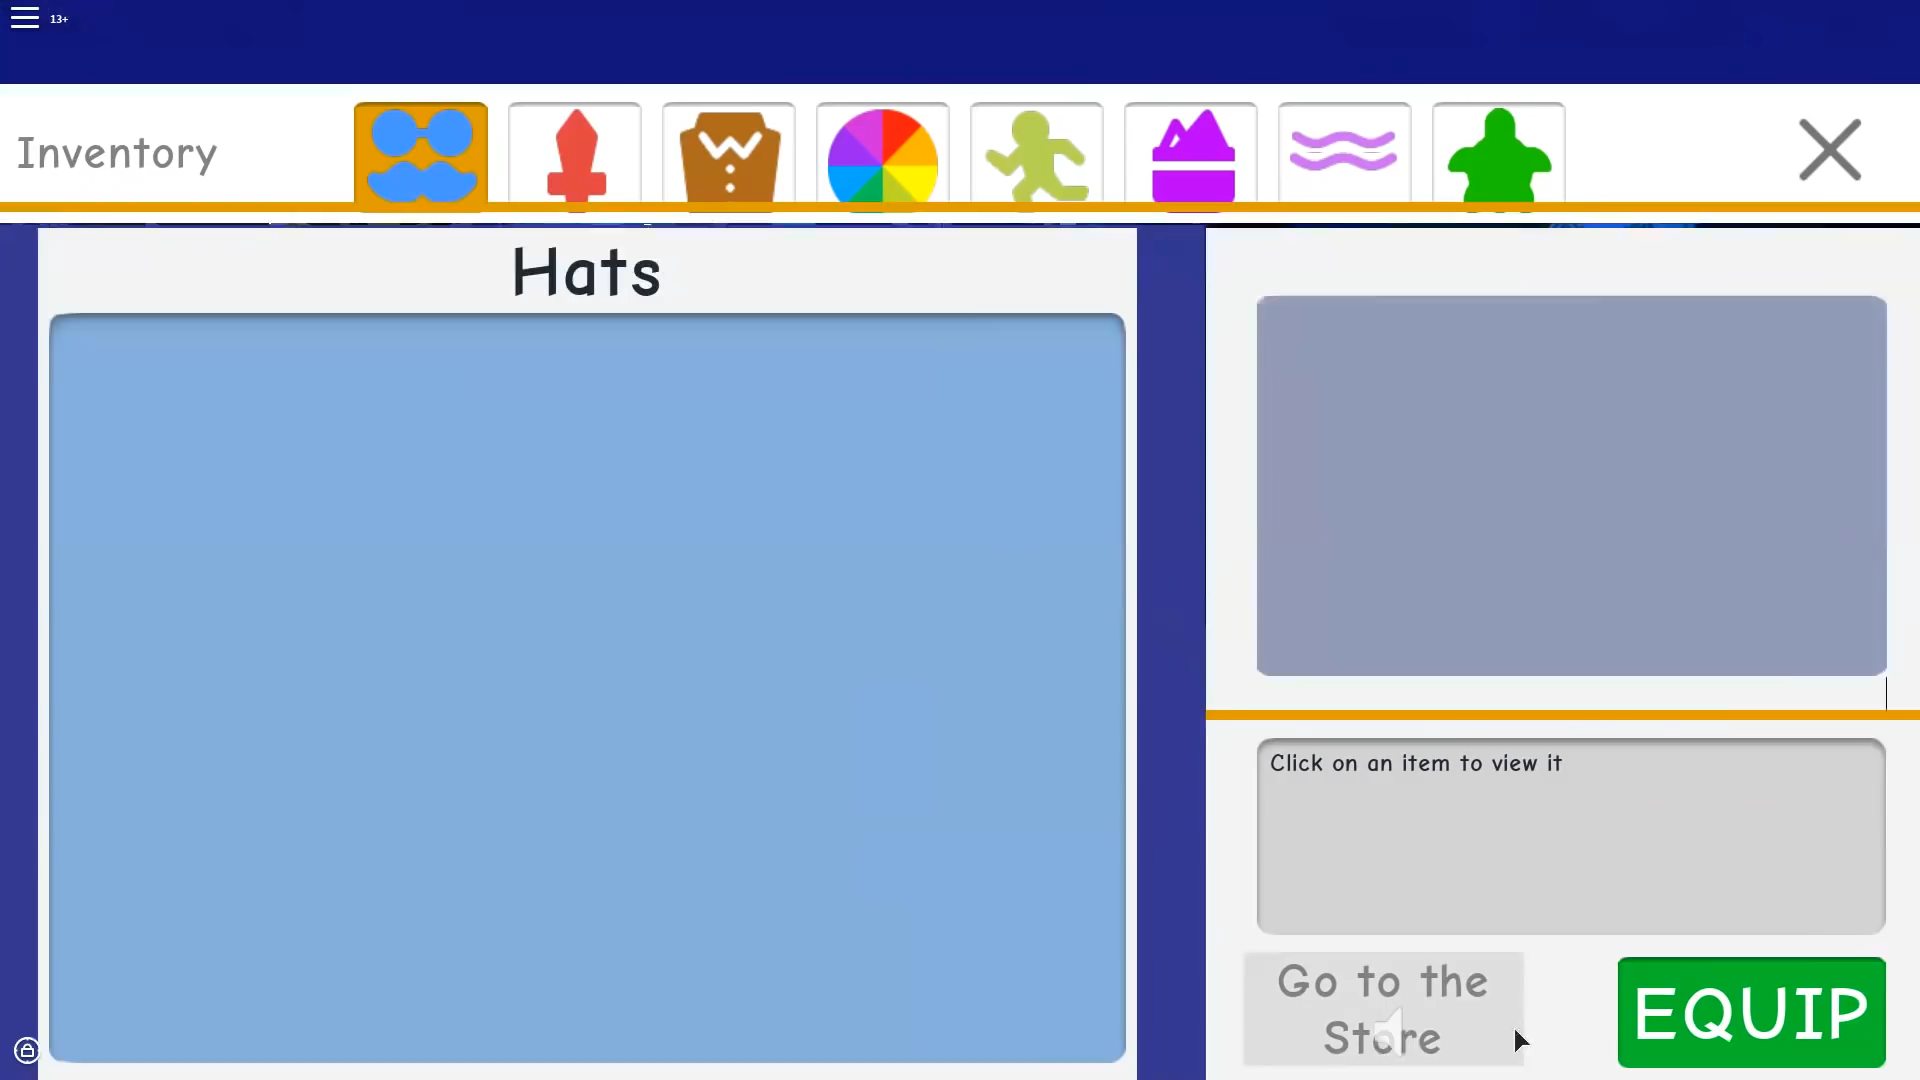 13+
Inventory
W
Hats
Click on an item to view it
Go to the
Store
EQUIP